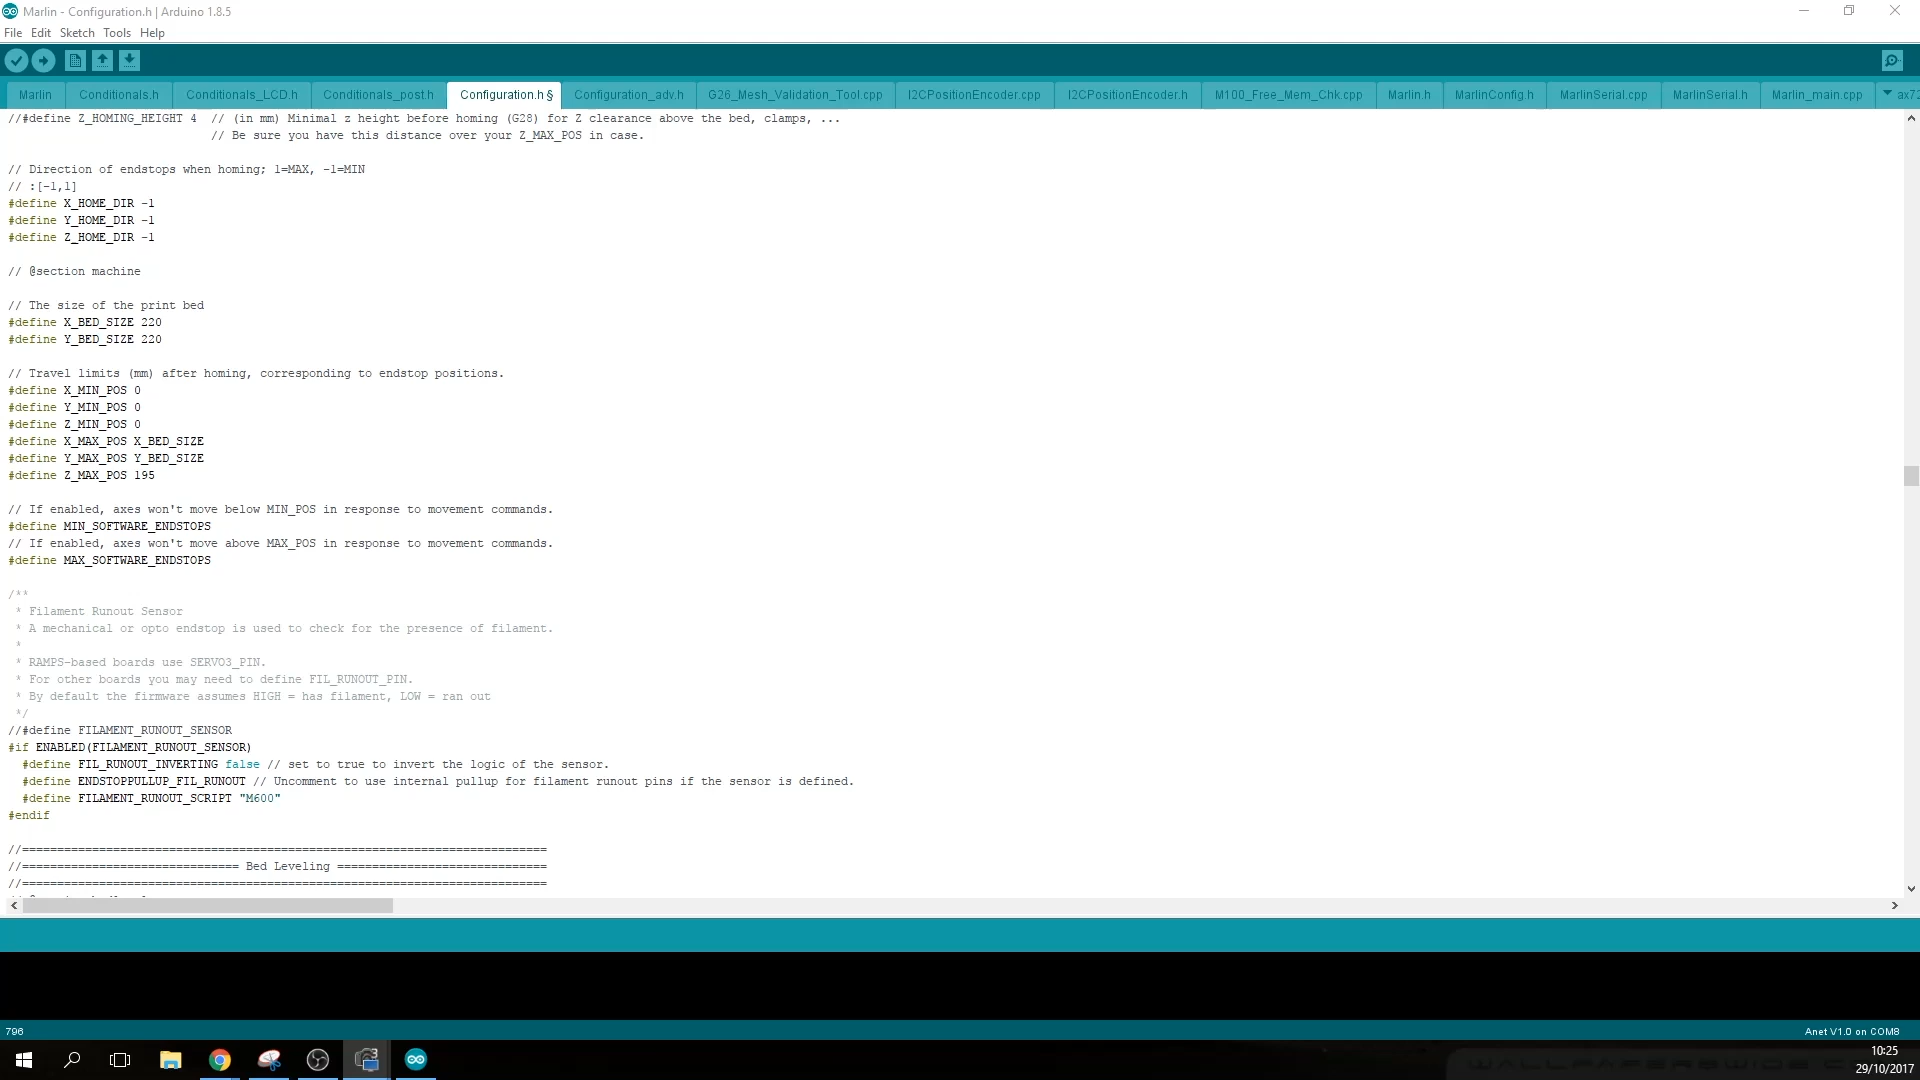 Marlin - Configuration.h | Arduino 1.8.5
File Edit Sketch Tools Help
Marlin Conditionals.h Conditionals_LCD.h Conditionals_post.h Configuration.h § Configuration_adv.h G26_Mesh_Validation_Tool.cpp I2CPositionEncoder.cpp I2CPositionEncoder.h M100_Free_Mem_Chk.cpp Marlin.h MarlinConfig.h MarlinSerial.cpp MarlinSerial.h Marlin_main.cpp
//#define Z_HOMING_HEIGHT 4  // (in mm) Minimal z height before homing (G28) for Z clearance above the bed, clamps, ...
// Be sure you have this distance over your Z_MAX_POS in case.
// Direction of endstops when homing; 1=MAX, -1=MIN
// :[-1,1]
#define X_HOME_DIR -1
#define Y_HOME_DIR -1
#define Z_HOME_DIR -1
// @section machine
// The size of the print bed
#define X_BED_SIZE 220
#define Y_BED_SIZE 220
// Travel limits (mm) after homing, corresponding to endstop positions.
#define X_MIN_POS 0
#define Y_MIN_POS 0
#define Z_MIN_POS 0
#define X_MAX_POS X_BED_SIZE
#define Y_MAX_POS Y_BED_SIZE
#define Z_MAX_POS 195
// If enabled, axes won't move below MIN_POS in response to movement commands.
#define MIN_SOFTWARE_ENDSTOPS
// If enabled, axes won't move above MAX_POS in response to movement commands.
#define MAX_SOFTWARE_ENDSTOPS
/**
* Filament Runout Sensor
* A mechanical or opto endstop is used to check for the presence of filament.
*
* RAMPS-based boards use SERVO3_PIN.
* For other boards you may need to define FIL_RUNOUT_PIN.
* By default the firmware assumes HIGH = has filament, LOW = ran out
*/
//#define FILAMENT_RUNOUT_SENSOR
#if ENABLED(FILAMENT_RUNOUT_SENSOR)
#define FIL_RUNOUT_INVERTING false // set to true to invert the logic of the sensor.
#define ENDSTOPPULLUP_FIL_RUNOUT // Uncomment to use internal pullup for filament runout pins if the sensor is defined.
#define FILAMENT_RUNOUT_SCRIPT "M600"
#endif
//===========================================================================
//=============================== Bed Leveling ==============================
//===========================================================================
796
Anet V1.0 on COM8
10:25
29/10/2017